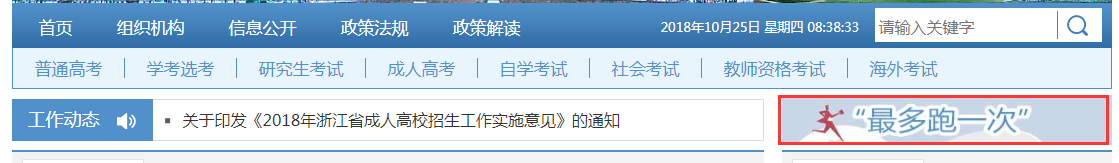 首页 组织机构 信息公开 政策法规 政策解读 2018年10月25日 星期四 08:38:33 请输入关键字
普通高考 学考选考 研究生考试 成人高考 自学考试 社会考试 教师资格考试 海外考试
工作动态 关于印发《2018年浙江省成人高校招生工作实施意见》的通知 “最多跑一次”